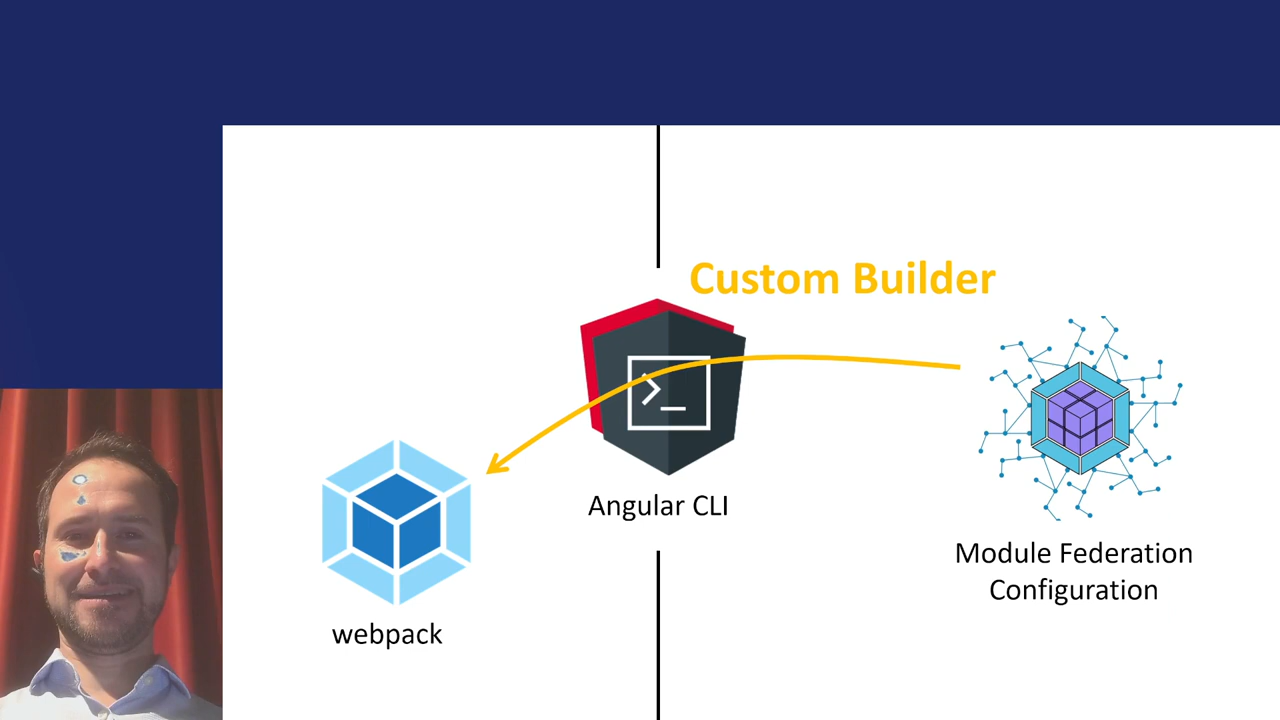 Custom Builder
Angular CLI
Module Federation
Configuration
webpack